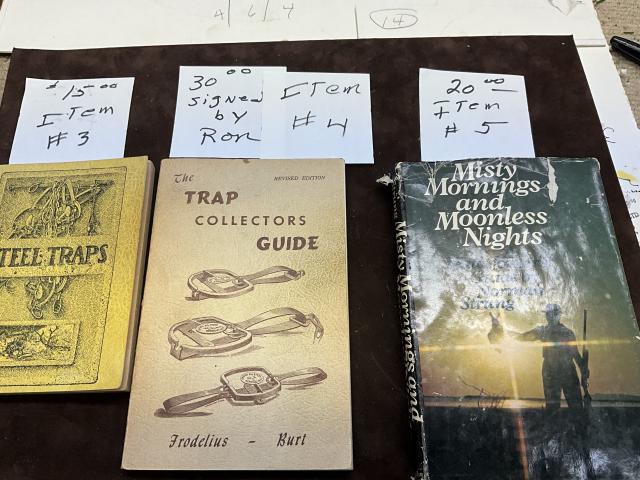 4 | 6 | 4
14
$15.00
ITem
#3
30.00
signed
by
Ron
ITem
#4
20.00
ITem
# 5
STEEL TRAPS
The
REVISED EDITION
TRAP
COLLECTORS
GUIDE
Frodelius - Burt
Misty
Mornings
and
Moonless
Nights
Norman
Strung
Misty Mornings and